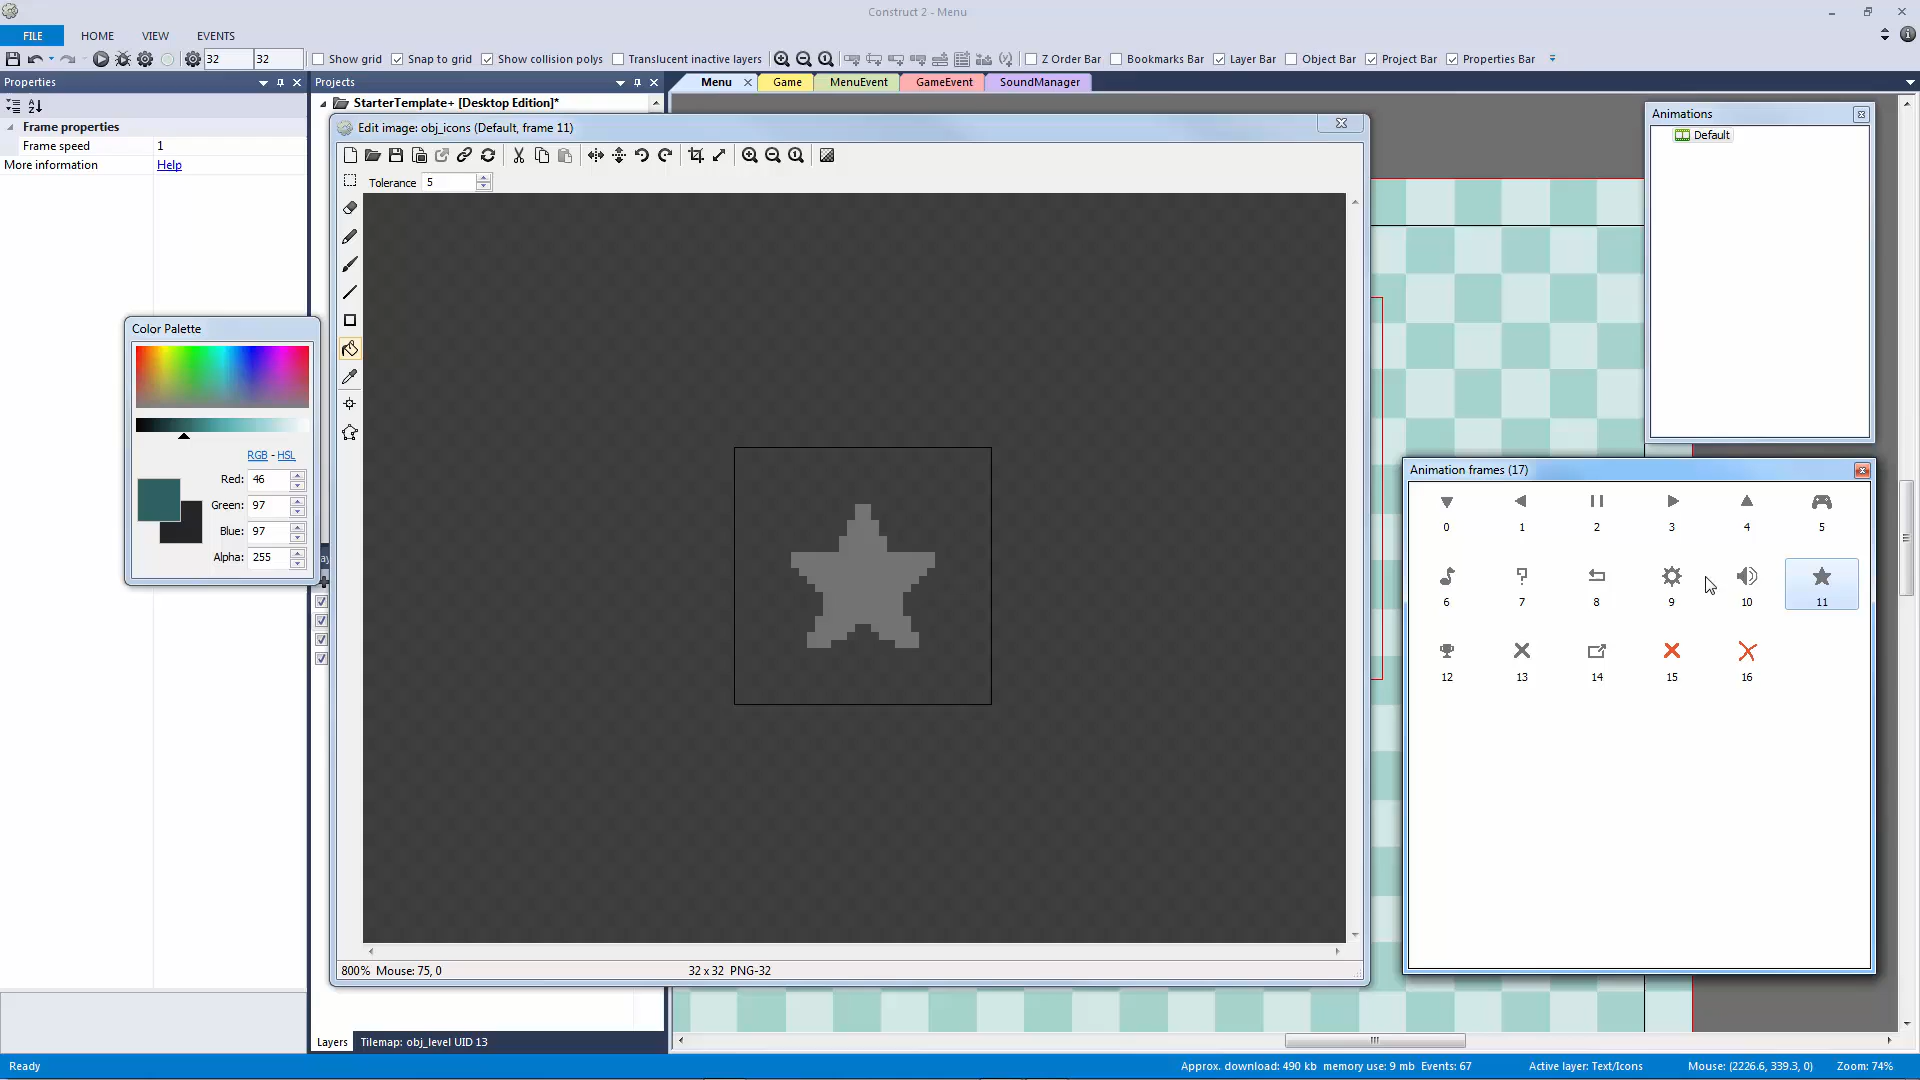 Construct 2 - Menu
FILE HOME VIEW EVENTS
32 32 Show grid Snap to grid Show collision polys Translucent inactive layers Z Order Bar Bookmarks Bar Layer Bar Object Bar Project Bar Properties Bar
Properties
Frame properties
Frame speed 1
More information Help
Projects
StarterTemplate+ [Desktop Edition]*
Menu Game MenuEvent GameEvent SoundManager
Edit image: obj_icons (Default, frame 11)
Tolerance 5
800% Mouse: 75, 0 32 x 32 PNG-32
Color Palette
RGB - HSL
Red: 46
Green: 97
Blue: 97
Alpha: 255
Animations
Default
Animation frames (17)
0 1 2 3 4 5
6 7 8 9 10 11
12 13 14 15 16
Layers Tilemap: obj_level UID 13
Ready Approx. download: 490 kb memory use: 9 mb Events: 67 Active layer: Text/Icons Mouse: (2226.6, 339.3, 0) Zoom: 74%